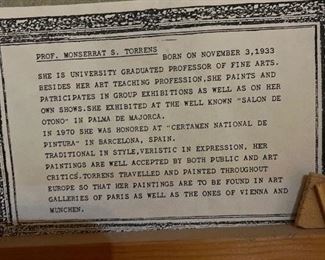 PROF. MONSERRAT S. TORRENS BORN ON NOVEMBER 3,1933
SHE IS UNIVERSITY GRADUATED PROFESSOR OF FINE ARTS.
BESIDES HER ART TEACHING PROFESSION,SHE PAINTS AND
PATRICIPATES IN GROUP EXHIBITIONS AS WELL AS ON HER
OWN SHOWS.SHE EXHIBITED AT THE WELL KNOWN "SALON DE
OTONO" IN PALMA DE MAJORCA.
IN 1970 SHE WAS HONORED AT "CERTAMEN NATIONAL DE
PINTURA" IN BARCELONA, SPAIN.
TRADITIONAL IN STYLE,VERISTIC IN EXPRESSION, HER
PAINTINGS ARE WELL ACCEPTED BY BOTH PUBLIC AND ART
CRITICS.TORRENS TRAVELLED AND PAINTED THROUGHOUT
EUROPE SO THAT HER PAINTINGS ARE TO BE FOUND IN ART
GALLERIES OF PARIS AS WELL AS THE ONES OF VIENNA AND
MUNCHEN.